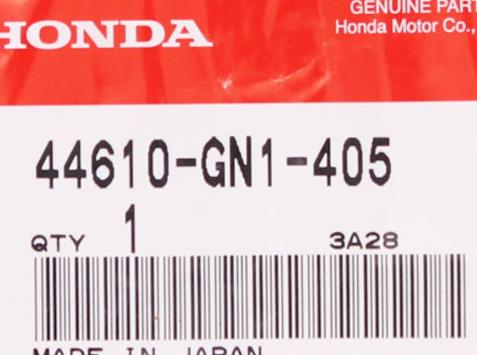 HONDA
GENUINE PART
Honda Motor Co.,
44610-GN1-405
QTY 1 3A28
MADE IN JAPAN